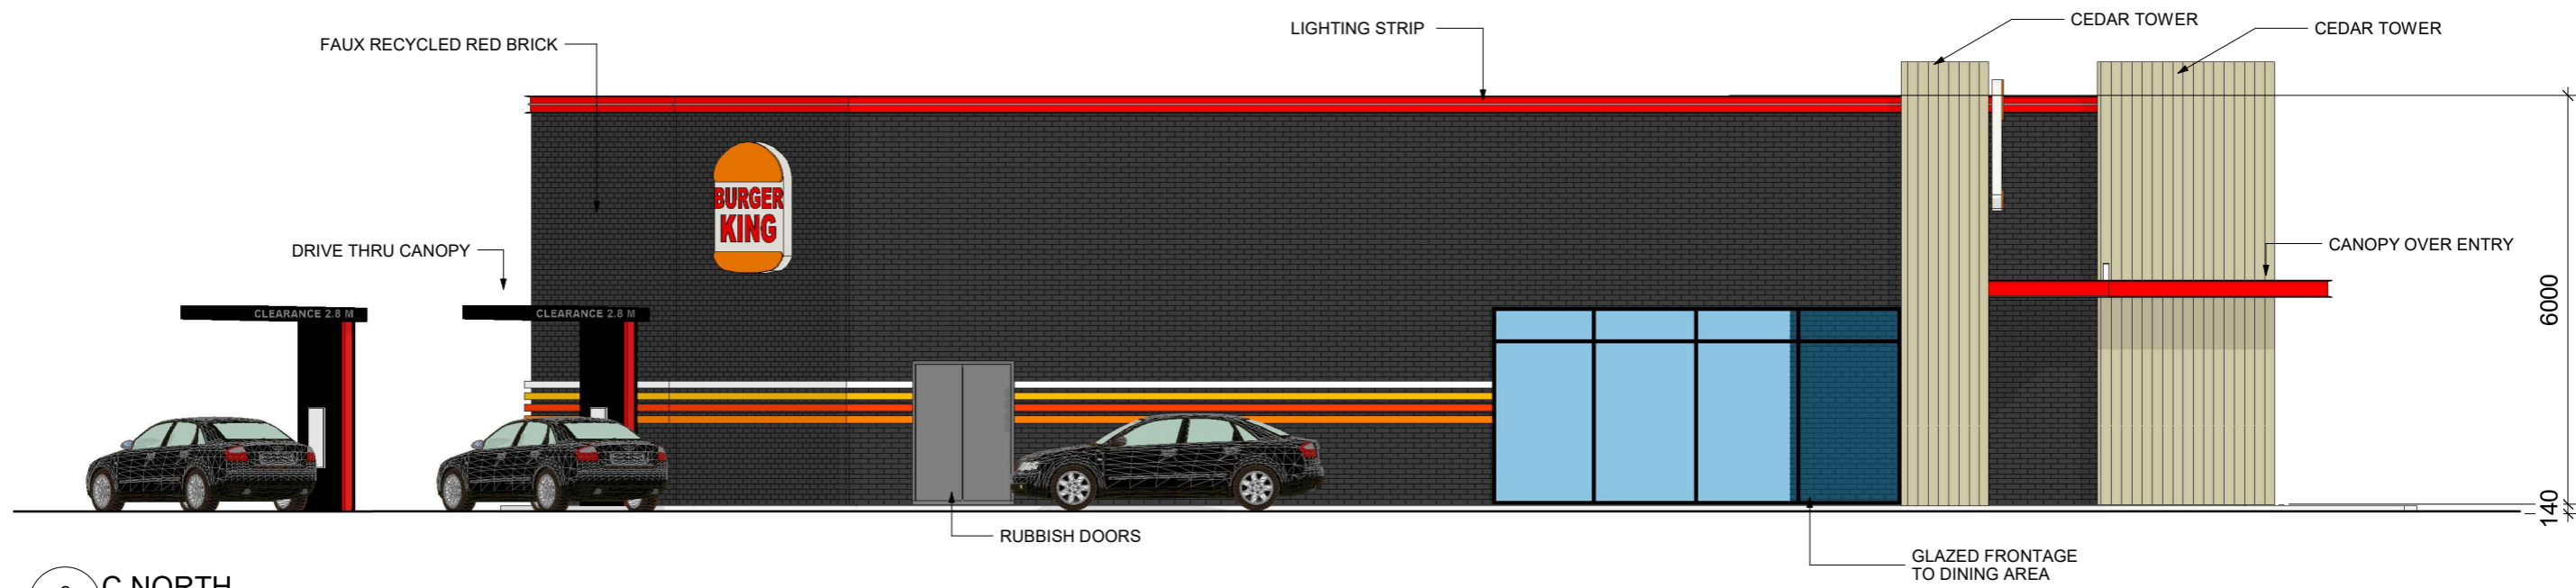 CEDAR TOWER
LIGHTING STRIP
CEDAR TOWER
FAUX RECYCLED RED BRICK
BURGER
KING
DRIVE THRU CANOPY
CANOPY OVER ENTRY
6000
CLEARANCE 2.8 M
CLEARANCE 2.8 M
140
RUBBISH DOORS
GLAZED FRONTAGE
TO DINING AREA
C NORTH